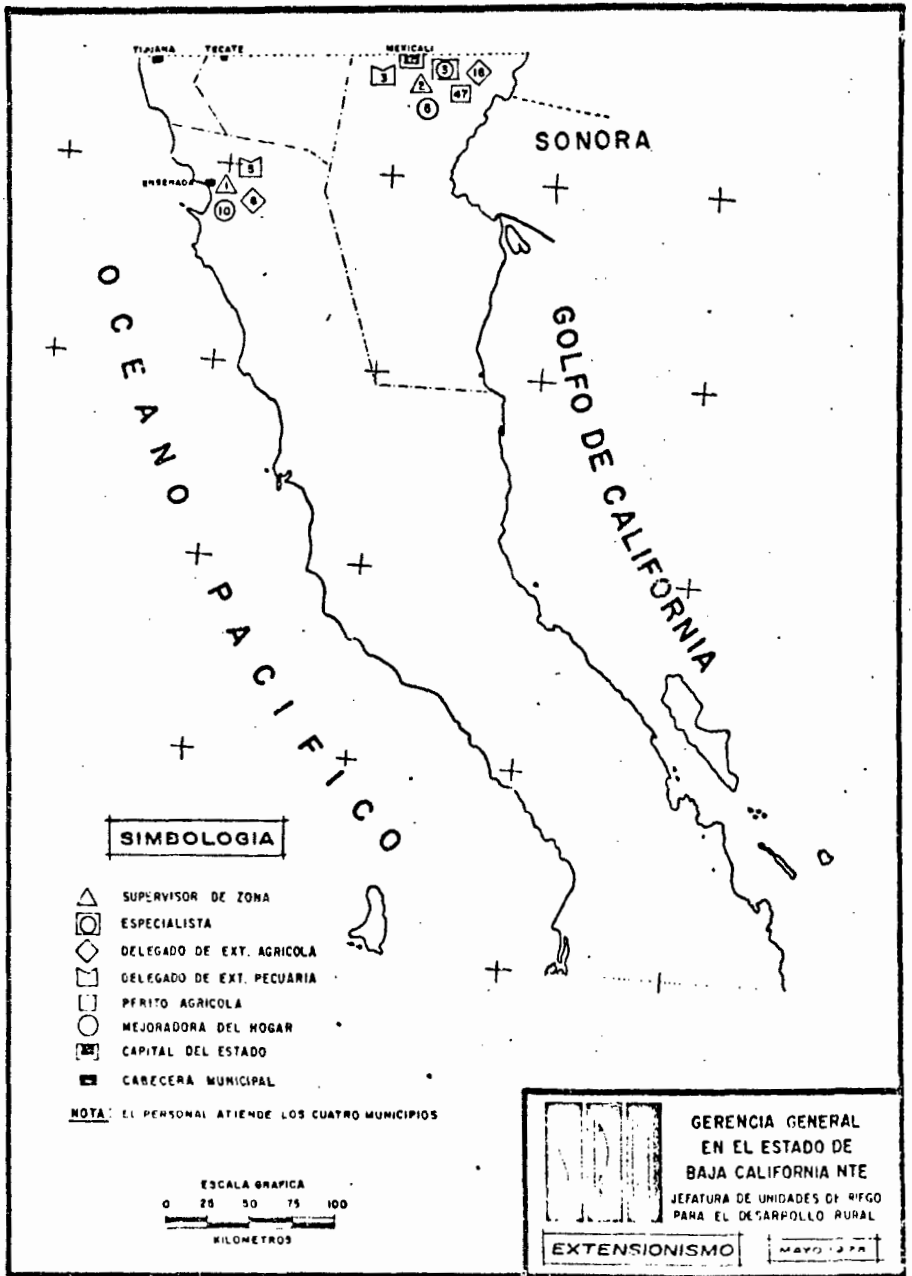 TIJUANA
TECATE
MEXICALI
3
2
5
18
47
6
SONORA
ENSENADA
5
1
8
10
OCEANO PACIFICO
GOLFO DE CALIFORNIA
SIMBOLOGIA
SUPERVISOR DE ZONA
ESPECIALISTA
DELEGADO DE EXT. AGRICOLA
DELEGADO DE EXT. PECUARIA
PERITO AGRICOLA
MEJORADORA DEL HOGAR
CAPITAL DEL ESTADO
CABECERA MUNICIPAL
NOTA: EL PERSONAL ATIENDE LOS CUATRO MUNICIPIOS
ESCALA GRAFICA
0 25 50 75 100
KILOMETROS
GERENCIA GENERAL
EN EL ESTADO DE
BAJA CALIFORNIA NTE
JEFATURA DE UNIDADES DE RIEGO
PARA EL DESARROLLO RURAL
EXTENSIONISMO
MAYO